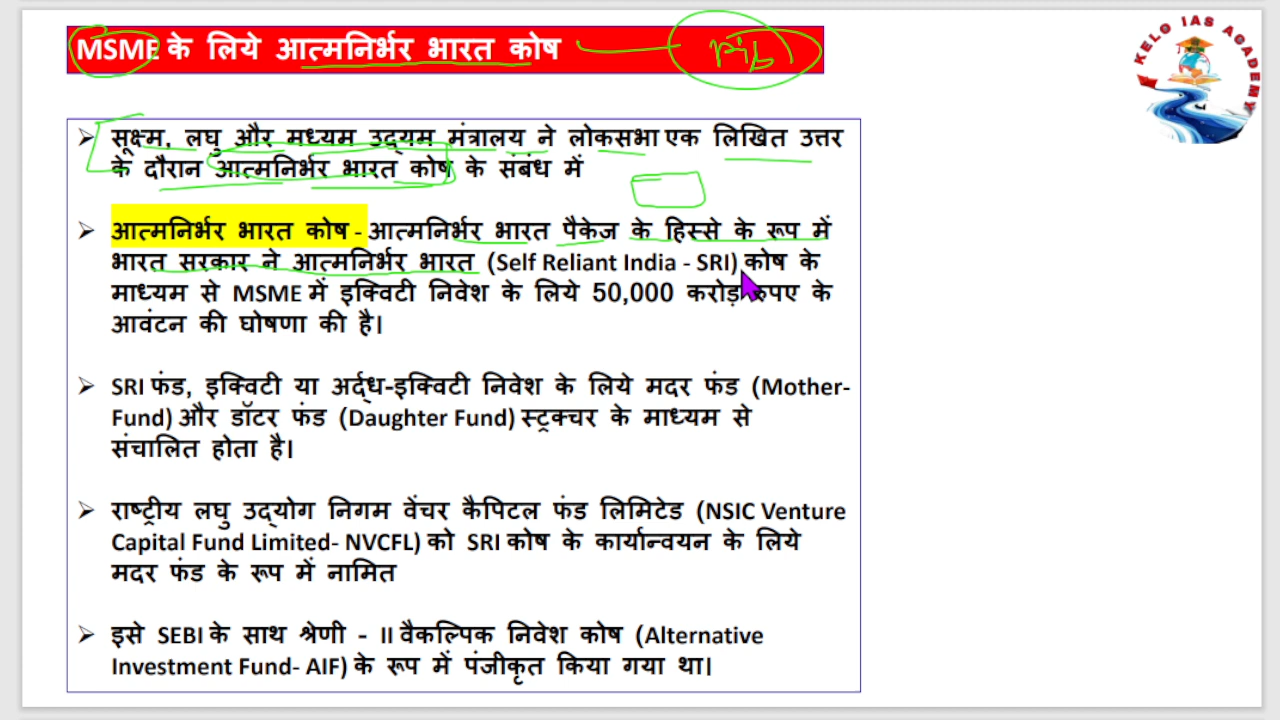 MSME के लिये आत्मनिर्भर भारत कोष
KELO IAS ACADEMY
➢ सूक्ष्म, लघु और मध्यम उद्यम मंत्रालय ने लोकसभा एक लिखित उत्तर
के दौरान आत्मनिर्भर भारत कोष के संबंध में
➢ आत्मनिर्भर भारत कोष - आत्मनिर्भर भारत पैकेज के हिस्से के रूप में
भारत सरकार ने आत्मनिर्भर भारत (Self Reliant India - SRI) कोष के
माध्यम से MSME में इक्विटी निवेश के लिये 50,000 करोड़ रुपए के
आवंटन की घोषणा की है।
➢ SRI फंड, इक्विटी या अर्द्ध-इक्विटी निवेश के लिये मदर फंड (Mother-
Fund) और डॉटर फंड (Daughter Fund) स्ट्रक्चर के माध्यम से
संचालित होता है।
➢ राष्ट्रीय लघु उद्योग निगम वेंचर कैपिटल फंड लिमिटेड (NSIC Venture
Capital Fund Limited- NVCFL) को SRI कोष के कार्यान्वयन के लिये
मदर फंड के रूप में नामित
➢ इसे SEBI के साथ श्रेणी - II वैकल्पिक निवेश कोष (Alternative
Investment Fund- AIF) के रूप में पंजीकृत किया गया था।